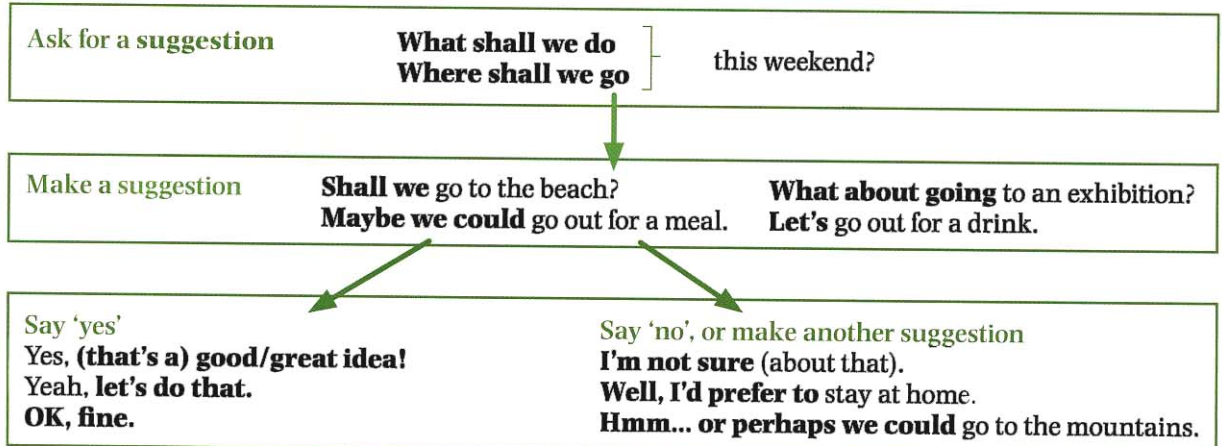 Ask for a suggestion
What shall we do
Where shall we go
this weekend?
Make a suggestion
Shall we go to the beach?
Maybe we could go out for a meal.
What about going to an exhibition?
Let's go out for a drink.
Say 'yes'
Yes, (that's a) good/great idea!
Yeah, let's do that.
OK, fine.
Say 'no', or make another suggestion
I'm not sure (about that).
Well, I'd prefer to stay at home.
Hmm... or perhaps we could go to the mountains.